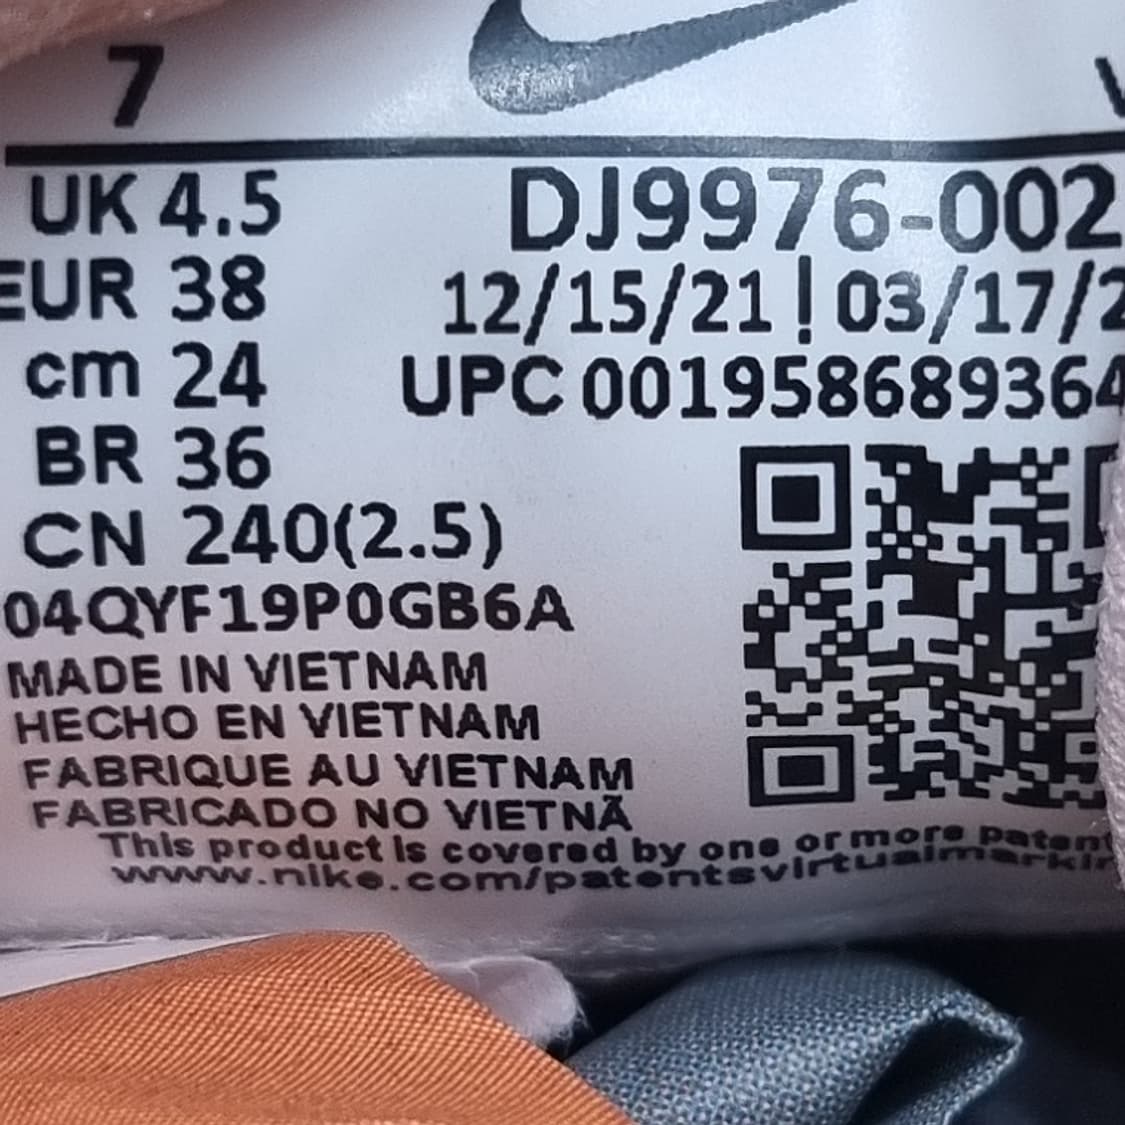 7
UK 4.5
EUR 38
cm 24
BR 36
CN 240(2.5)
04QYF19P0GB6A
MADE IN VIETNAM
HECHO EN VIETNAM
FABRIQUE AU VIETNAM
FABRICADO NO VIETNÃ
DJ9976-002
12/15/21 | 03/17/2
UPC 001958689364
This product is covered by one or more patent
www.nike.com/patentsvirtualmarkin